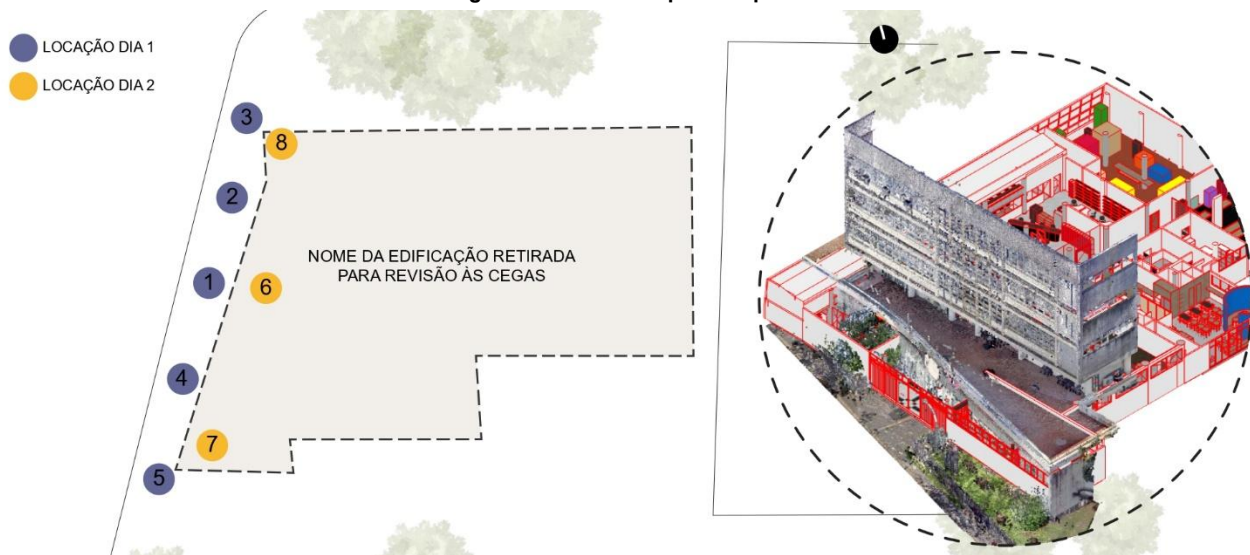 LOCAÇÃO DIA 1
LOCAÇÃO DIA 2
3
8
2
NOME DA EDIFICAÇÃO RETIRADA
PARA REVISÃO ÀS CEGAS
1
6
4
7
5